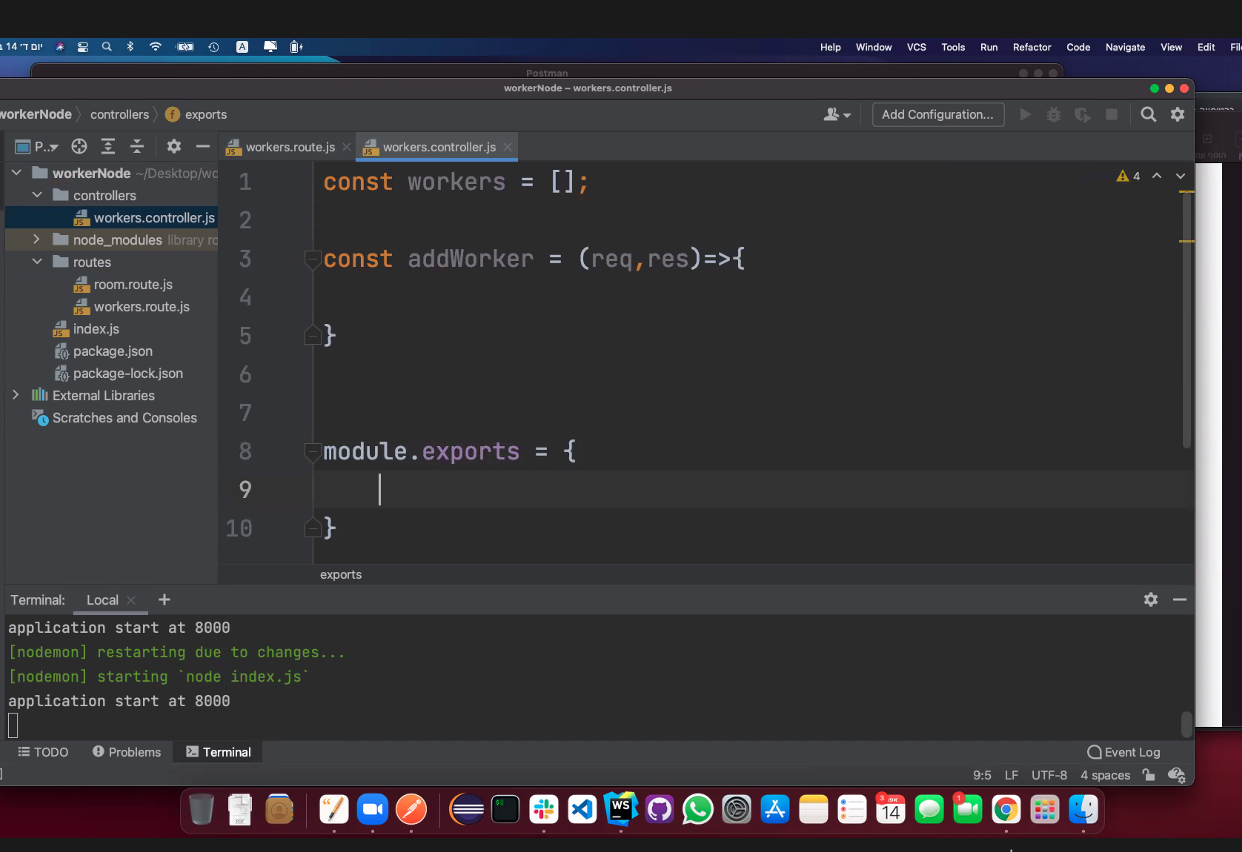 יום ד׳ 14 ב
Help Window VCS Tools Run Refactor Code Navigate View Edit
Postman
workerNode – workers.controller.js
workerNode controllers exports
Add Configuration...
P..
workers.route.js
workers.controller.js
workerNode ~/Desktop/wo
controllers
workers.controller.js
node_modules library ro
routes
room.route.js
workers.route.js
index.js
package.json
package-lock.json
External Libraries
Scratches and Consoles
4
1 const workers = [];
2
3 const addWorker = (req,res)=>{
4
5 }
6
7
8 module.exports = {
9
10 }
exports
Terminal: Local
application start at 8000
[nodemon] restarting due to changes...
[nodemon] starting `node index.js`
application start at 8000
TODO Problems Terminal Event Log
9:5 LF UTF-8 4 spaces
WS
14